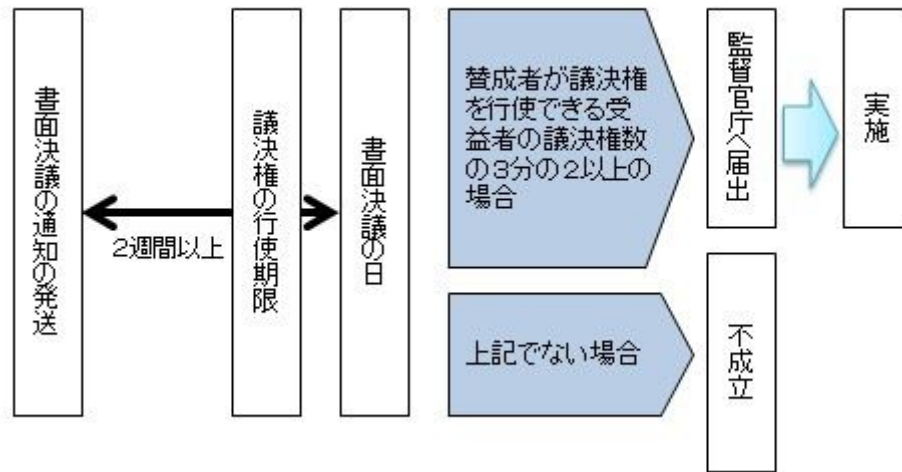 書面決議の通知の発送
2週間以上
議決権の行使期限
書面決議の日
賛成者が議決権
を行使できる受
益者の議決権数
の3分の2以上の
場合
監督官庁へ届出
実施
上記でない場合
不成立